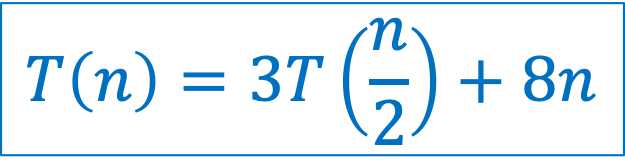 T(n) = 3T(n/2) + 8n